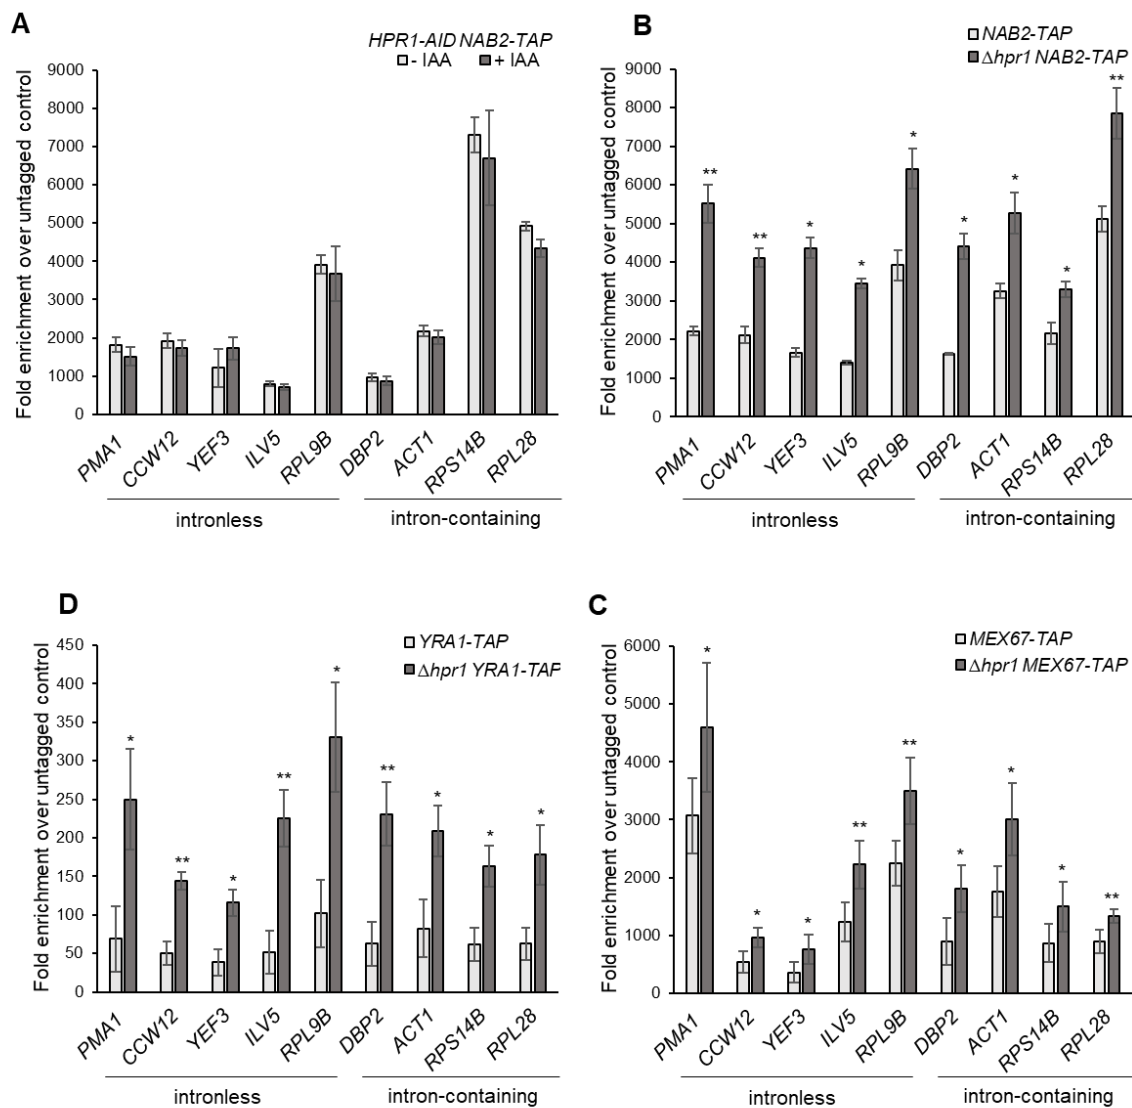 A
HPR1-AID NAB2-TAP
- IAA + IAA
Fold enrichment over untagged control
9000
8000
7000
6000
5000
4000
3000
2000
1000
0
PMA1 CCW12 YEF3 ILV5 RPL9B DBP2 ACT1 RPS14B RPL28
intronless intron-containing
B
NAB2-TAP
Δhpr1 NAB2-TAP
Fold enrichment over untagged control
9000
8000
7000
6000
5000
4000
3000
2000
1000
0
** ** * * * * * * **
PMA1 CCW12 YEF3 ILV5 RPL9B DBP2 ACT1 RPS14B RPL28
intronless intron-containing
D
YRA1-TAP
Δhpr1 YRA1-TAP
Fold enrichment over untagged control
450
400
350
300
250
200
150
100
50
0
* ** * ** * ** * * *
PMA1 CCW12 YEF3 ILV5 RPL9B DBP2 ACT1 RPS14B RPL28
intronless intron-containing
C
MEX67-TAP
Δhpr1 MEX67-TAP
Fold enrichment over untagged control
6000
5000
4000
3000
2000
1000
0
* * * ** ** * * * **
PMA1 CCW12 YEF3 ILV5 RPL9B DBP2 ACT1 RPS14B RPL28
intronless intron-containing